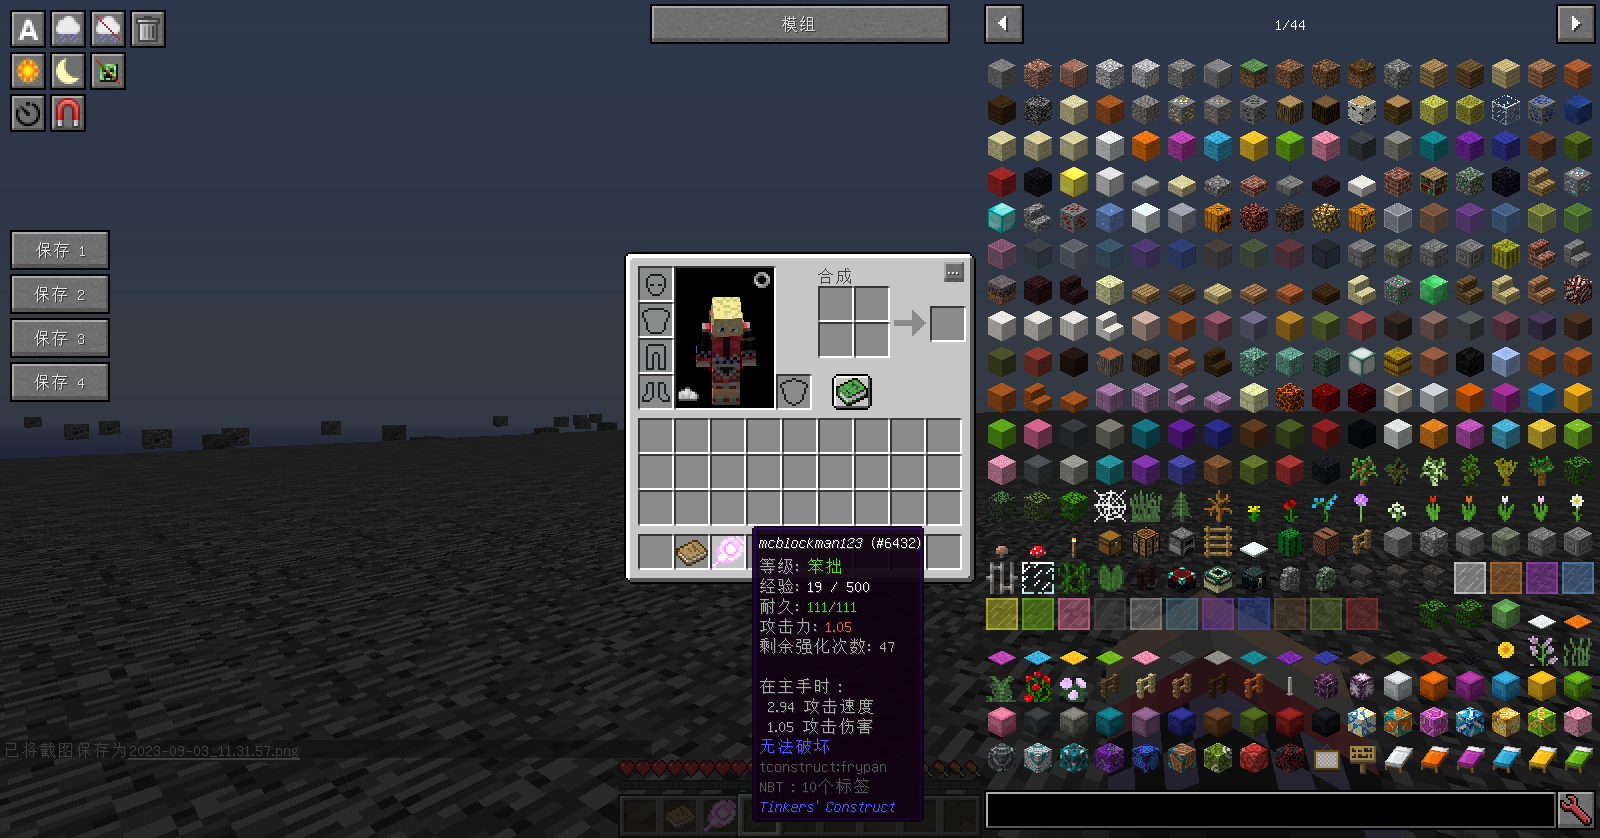 A
模组
1/44
保存 1
保存 2
保存 3
保存 4
合成
...
mcblockman123 (#6432)
等级: 笨拙
经验: 19 / 500
耐久: 111/111
攻击力: 1.05
剩余强化次数: 47
在主手时：
2.94 攻击速度
1.05 攻击伤害
无法破坏
tconstruct:frypan
NBT : 10个标签
Tinkers' Construct
已将截图保存为2023-09-03_11.31.57.png